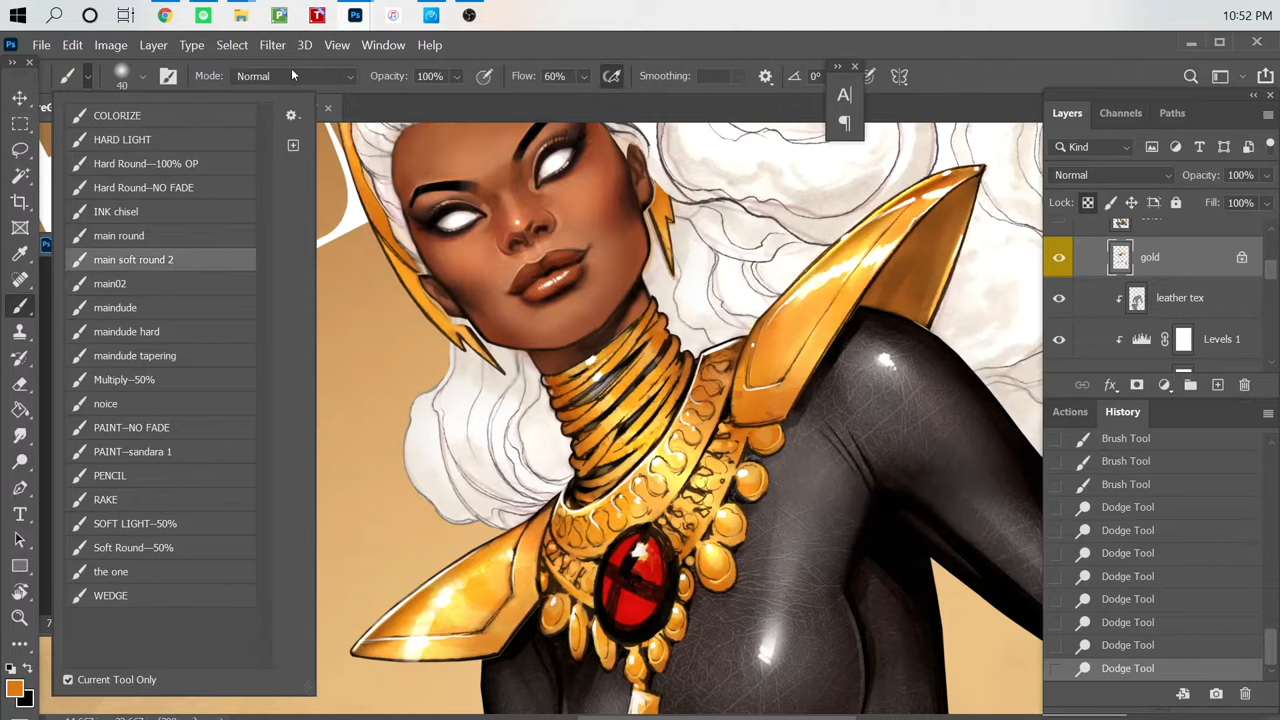 10:52 PM
Ps File Edit Image Layer Type Select Filter 3D View Window Help
40 Mode: Normal Opacity: 100% Flow: 60% Smoothing: 0°
COLORIZE
HARD LIGHT
Hard Round---100% OP
Hard Round---NO FADE
INK chisel
main round
main soft round 2
main02
maindude
maindude hard
maindude tapering
Multiply--50%
noice
PAINT--NO FADE
PAINT--sandara 1
PENCIL
RAKE
SOFT LIGHT--50%
Soft Round---50%
the one
WEDGE
Current Tool Only
A|
¶
Layers Channels Paths
Kind
Normal Opacity: 100%
Lock: Fill: 100%
gold
leather tex
Levels 1
fx
Actions History
Brush Tool
Brush Tool
Brush Tool
Dodge Tool
Dodge Tool
Dodge Tool
Dodge Tool
Dodge Tool
Dodge Tool
Dodge Tool
Dodge Tool